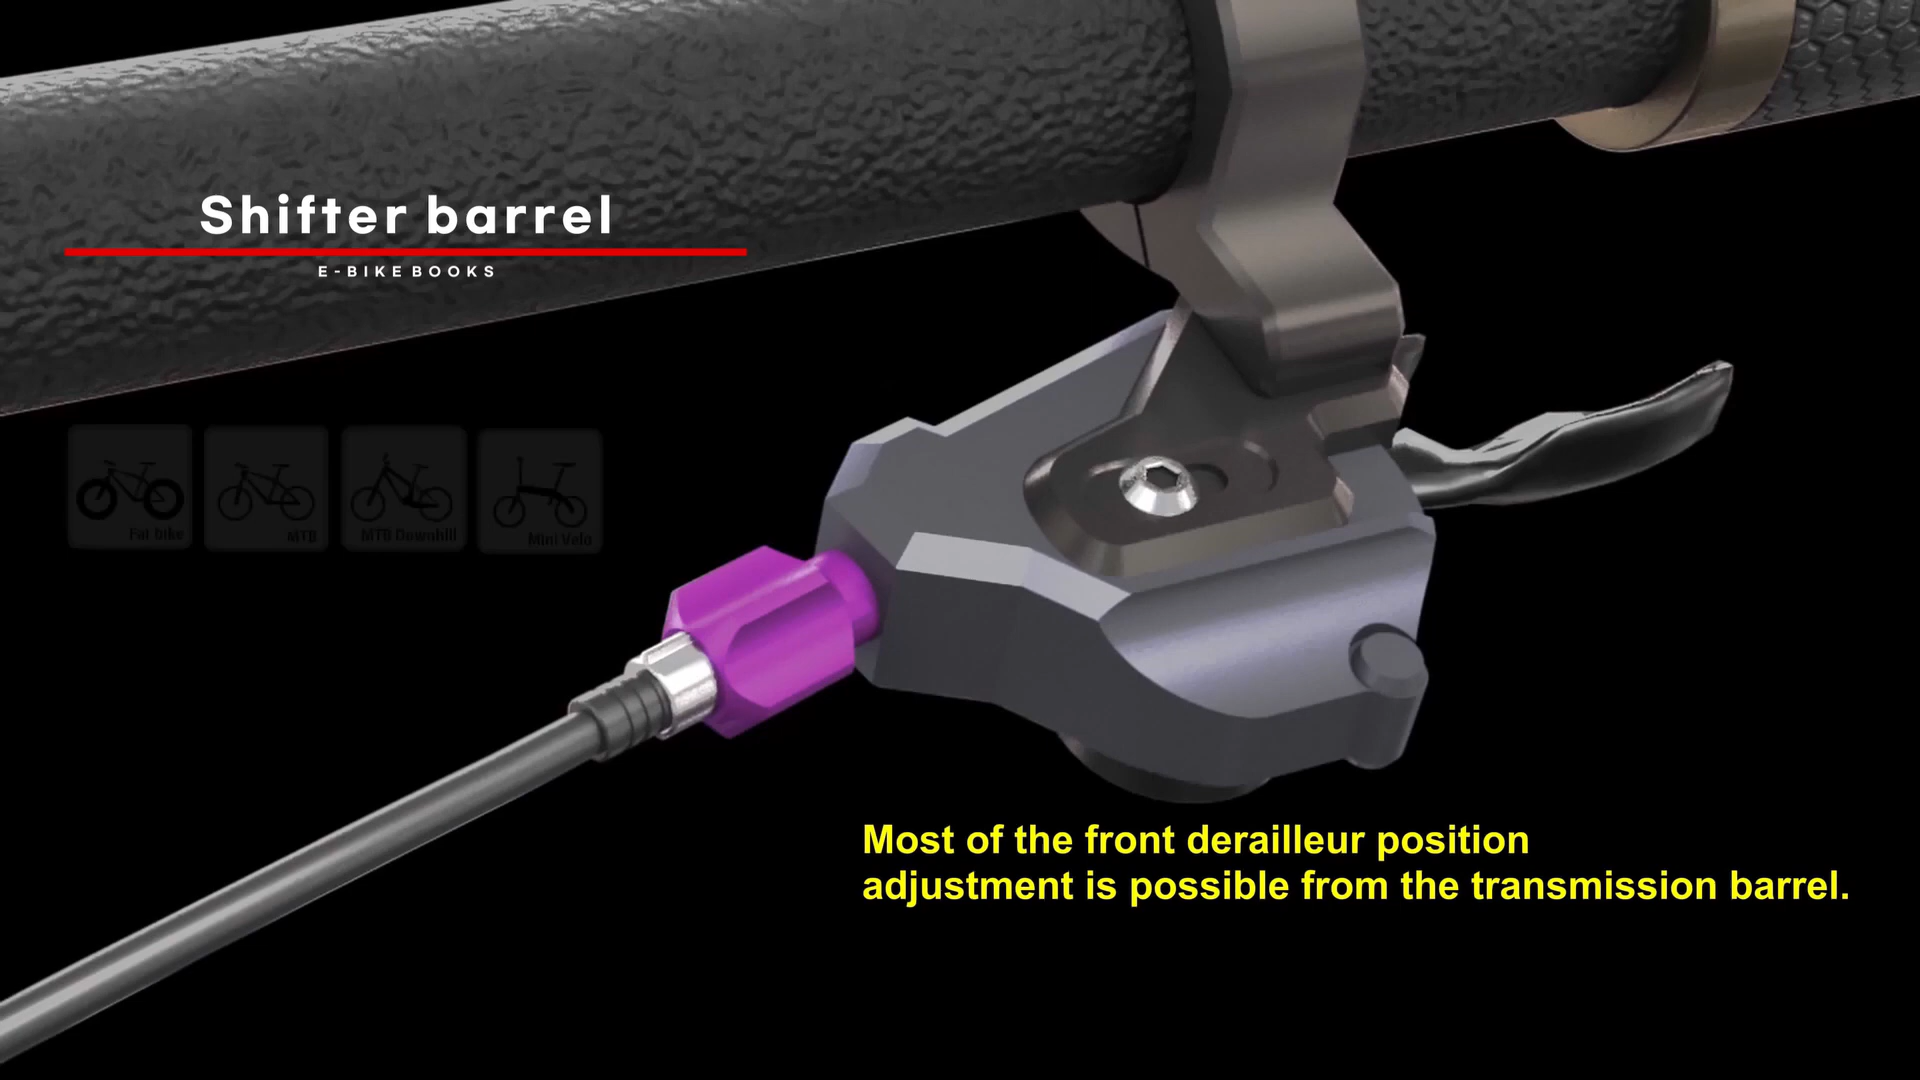 Shifter barrel
E-BIKE BOOKS
Fat bike
MTB
MTB Downhill
Mini Velo
Most of the front derailleur position
adjustment is possible from the transmission barrel.